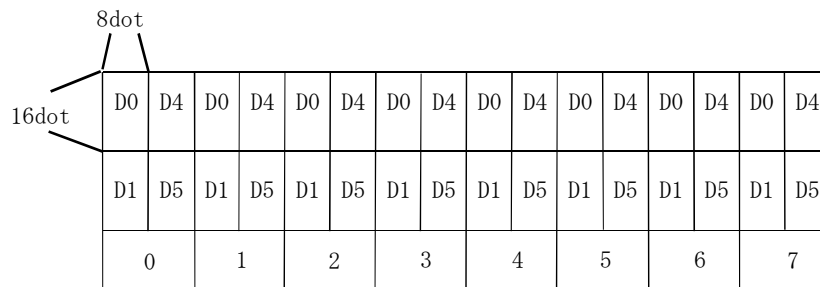 8dot
D0 D4 D0 D4 D0 D4 D0 D4 D0 D4 D0 D4 D0 D4 D0 D4
16dot
D1 D5 D1 D5 D1 D5 D1 D5 D1 D5 D1 D5 D1 D5 D1 D5
0 1 2 3 4 5 6 7